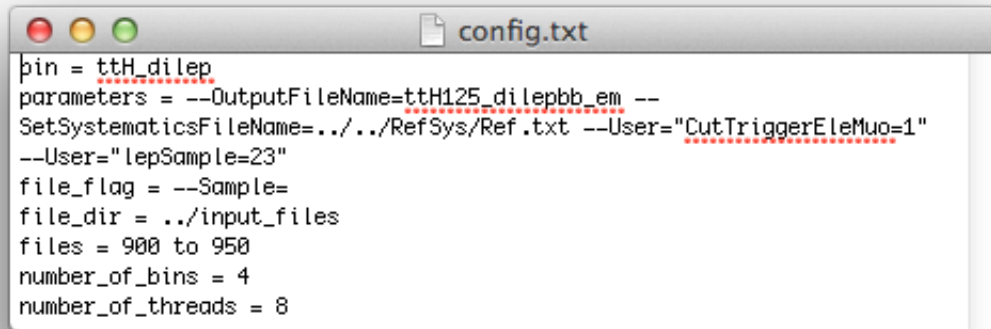 config.txt
bin = ttH_dilep
parameters = --OutputFileName=ttH125_dilepbb_em --
SetSystematicsFileName=../../RefSys/Ref.txt --User="CutTriggerEleMuo=1"
--User="lepSample=23"
file_flag = --Sample=
file_dir = ../input_files
files = 900 to 950
number_of_bins = 4
number_of_threads = 8